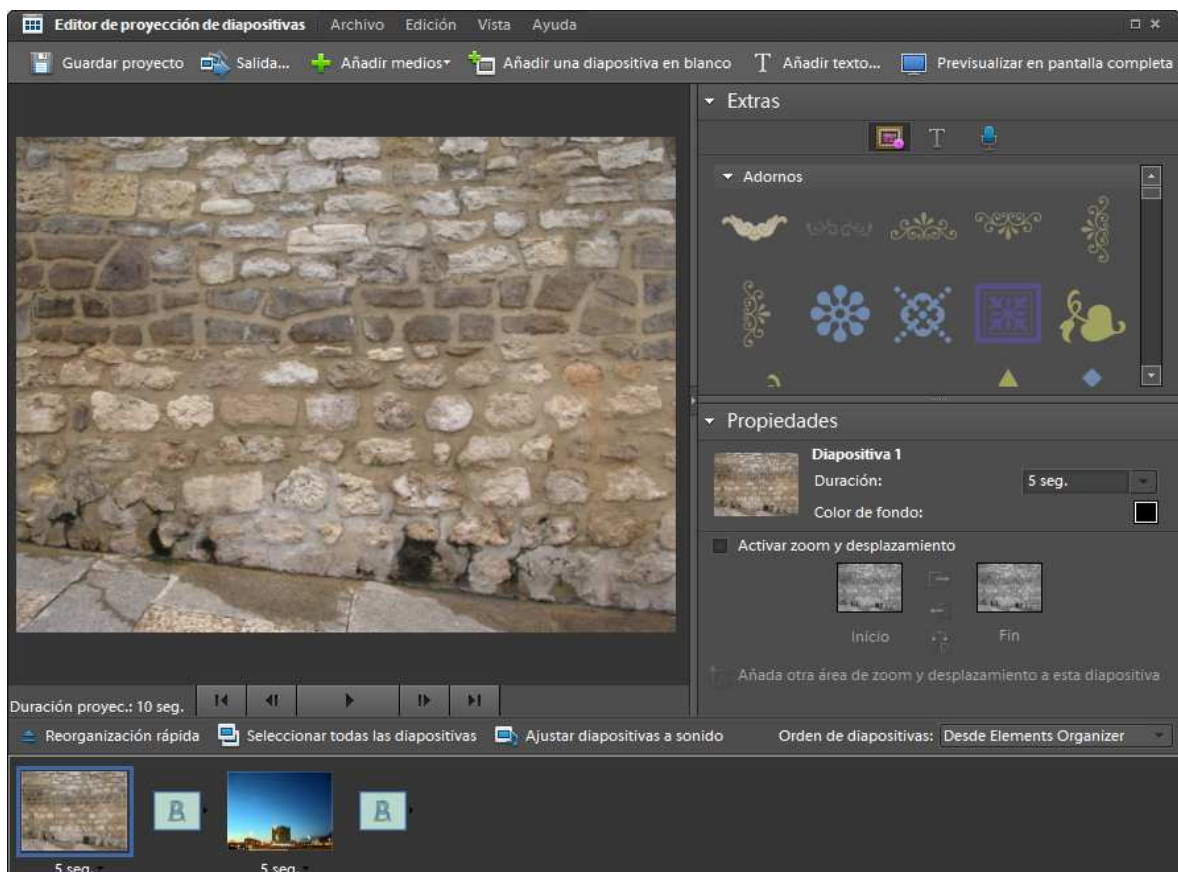 Editor de proyección de diapositivas Archivo Edición Vista Ayuda
Guardar proyecto Salida... Añadir medios Añadir una diapositiva en blanco T Añadir texto... Previsualizar en pantalla completa
Extras
T
Adornos
Propiedades
Diapositiva 1
Duración: 5 seg.
Color de fondo:
Activar zoom y desplazamiento
Inicio Fin
Añada otra área de zoom y desplazamiento a esta diapositiva
Duración proyec.: 10 seg.
Reorganización rápida Seleccionar todas las diapositivas Ajustar diapositivas a sonido Orden de diapositivas: Desde Elements Organizer
B B
5 seg. 5 seg.